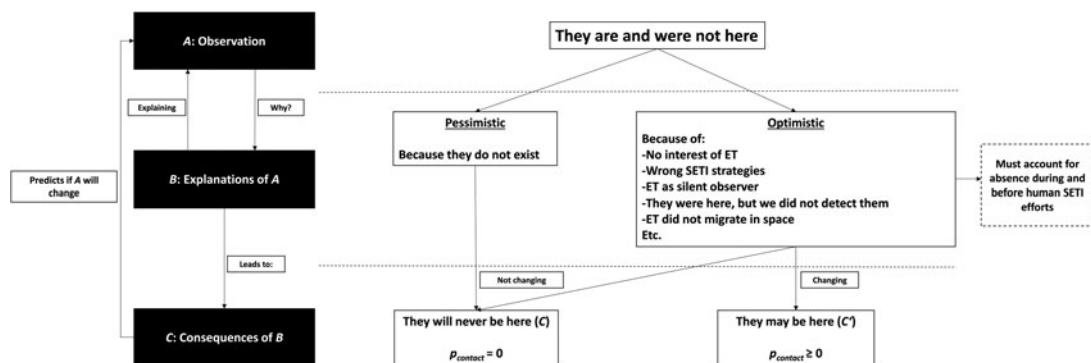 A: Observation
They are and were not here
Explaining
Why?
Pessimistic
Because they do not exist
Optimistic
Because of:
-No interest of ET
-Wrong SETI strategies
-ET as silent observer
-They were here, but we did not detect them
-ET did not migrate in space
Etc.
Must account for
absence during and
before human SETI
efforts
Predicts if A will
change
B: Explanations of A
Leads to:
Not changing
Changing
C: Consequences of B
They will never be here (C)
pcontact = 0
They may be here (C')
pcontact ≥ 0